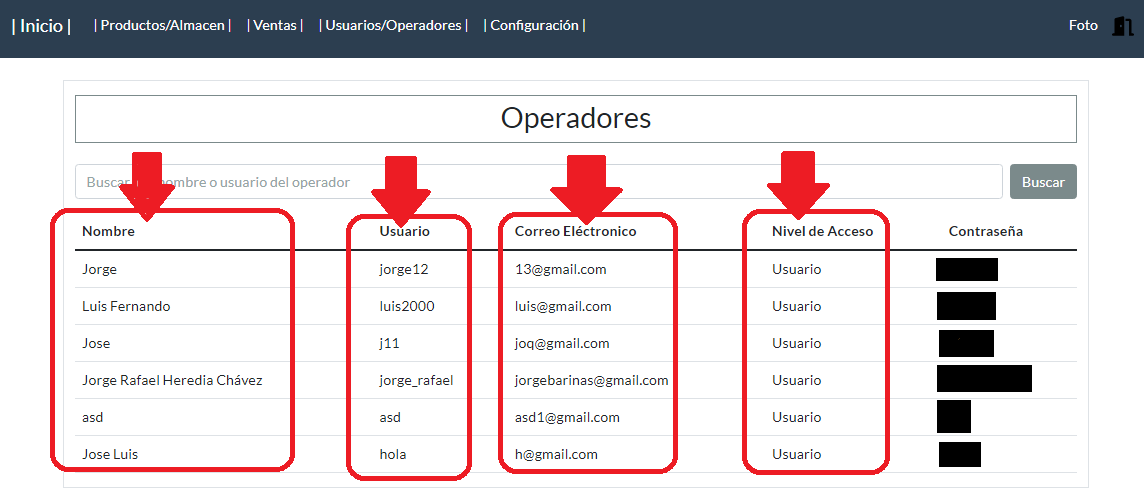 | Inicio | | Productos/Almacen | | Ventas | | Usuarios/Operadores | | Configuración | Foto
Operadores
Buscar nombre o usuario del operador Buscar
Nombre Usuario Correo Eléctronico Nivel de Acceso Contraseña
Jorge jorge12 13@gmail.com Usuario
Luis Fernando luis2000 luis@gmail.com Usuario
Jose j11 joq@gmail.com Usuario
Jorge Rafael Heredia Chávez jorge_rafael jorgebarinas@gmail.com Usuario
asd asd asd1@gmail.com Usuario
Jose Luis hola h@gmail.com Usuario